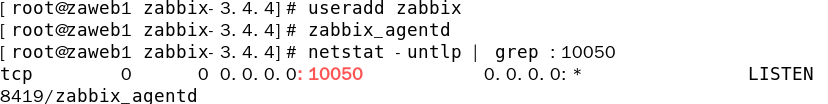 [root@zaweb1 zabbix-3.4.4]# useradd zabbix
[root@zaweb1 zabbix-3.4.4]# zabbix_agentd
[root@zaweb1 zabbix-3.4.4]# netstat -untlp | grep :10050
tcp 0 0 0.0.0.0:10050 0.0.0.0:* LISTEN
8419/zabbix_agentd